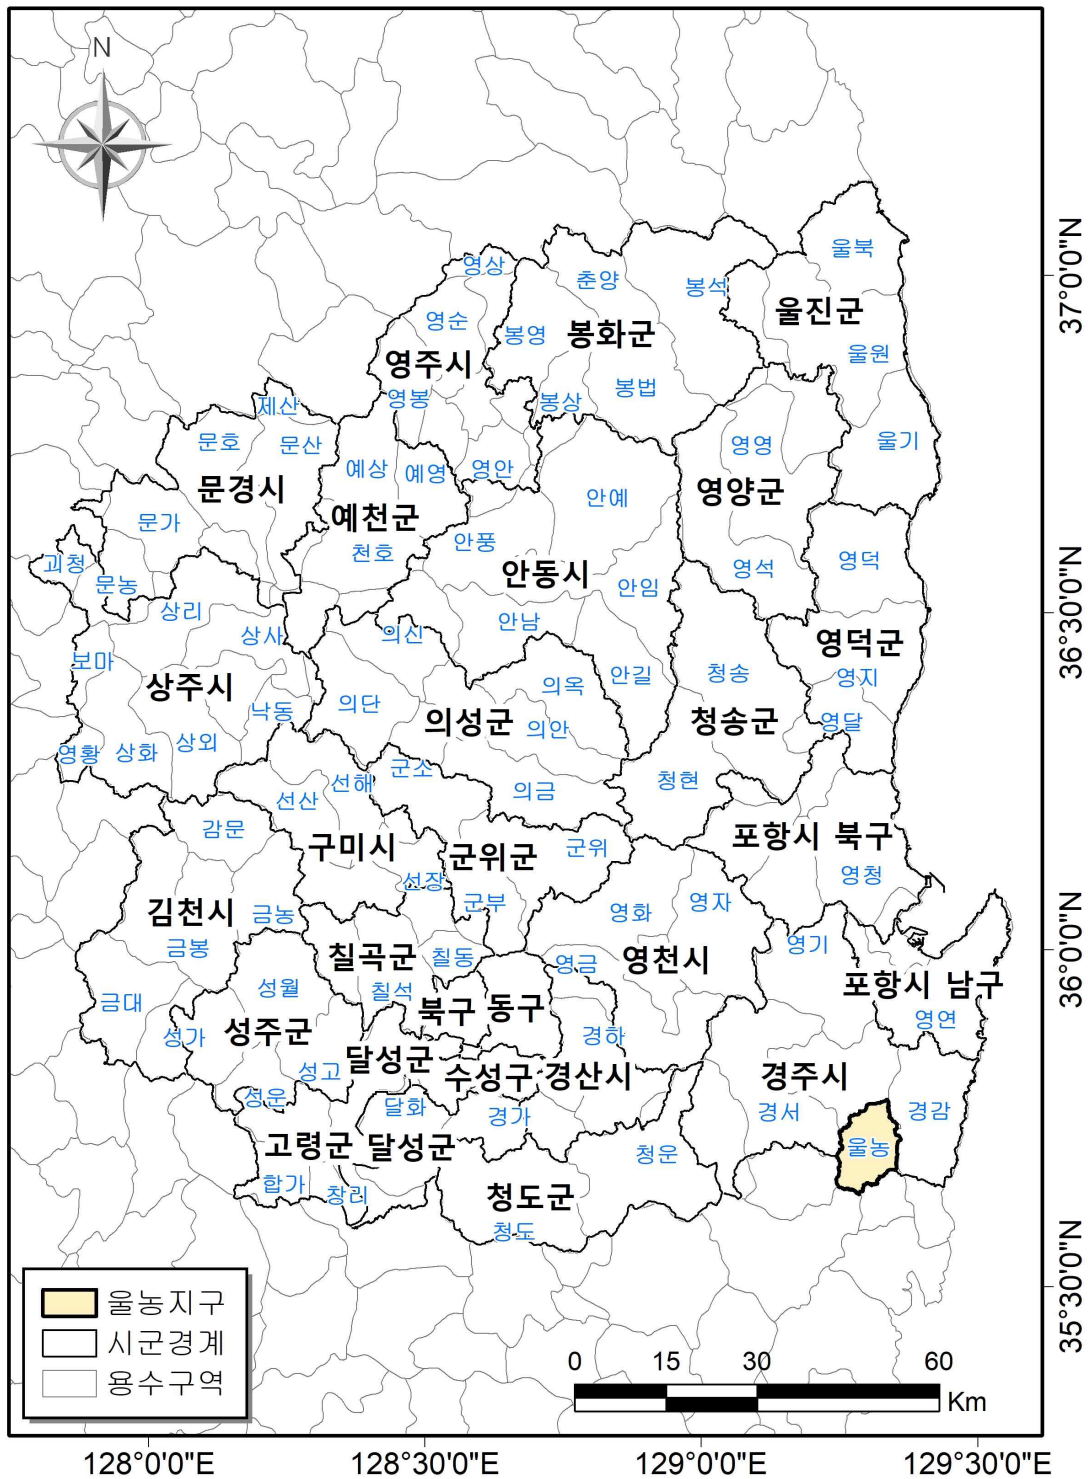 N
울북
영상
춘양
봉석
37°0'0"N
울진군
영순
봉영
봉화군
울원
영주시
봉법
영봉
봉상
제산
문호
문산
울기
예상
예영
영안
영영
문경시
안예
영양군
예천군
문가
안풍
천호
괴청
안동시
영석
영덕
문농
안임
상리
안남
36°30'0"N
상사
의신
영덕군
보마
청송
안길
영지
상주시
의옥
의단
낙동
의성군
의안
청송군
영달
상외
영황
상화
군소
선해
청현
의금
선산
감문
포항시 북구
구미시
군위군
군위
영청
선장
군부
영자
김천시
금농
영화
금봉
영기
36°0'0"N
칠곡군
칠동
영금
영천시
성월
칠석
포항시 남구
금대
북구
동구
영연
성주군
성가
경하
달성군
성고
수성구
경산시
경주시
성운
달화
경가
경서
경감
고령군
달성군
울농
청운
합가
창리
청도군
청도
35°30'0"N
울농지구
시군경계
용수구역
0 15 30 60
Km
128°0'0"E
128°30'0"E
129°0'0"E
129°30'0"E